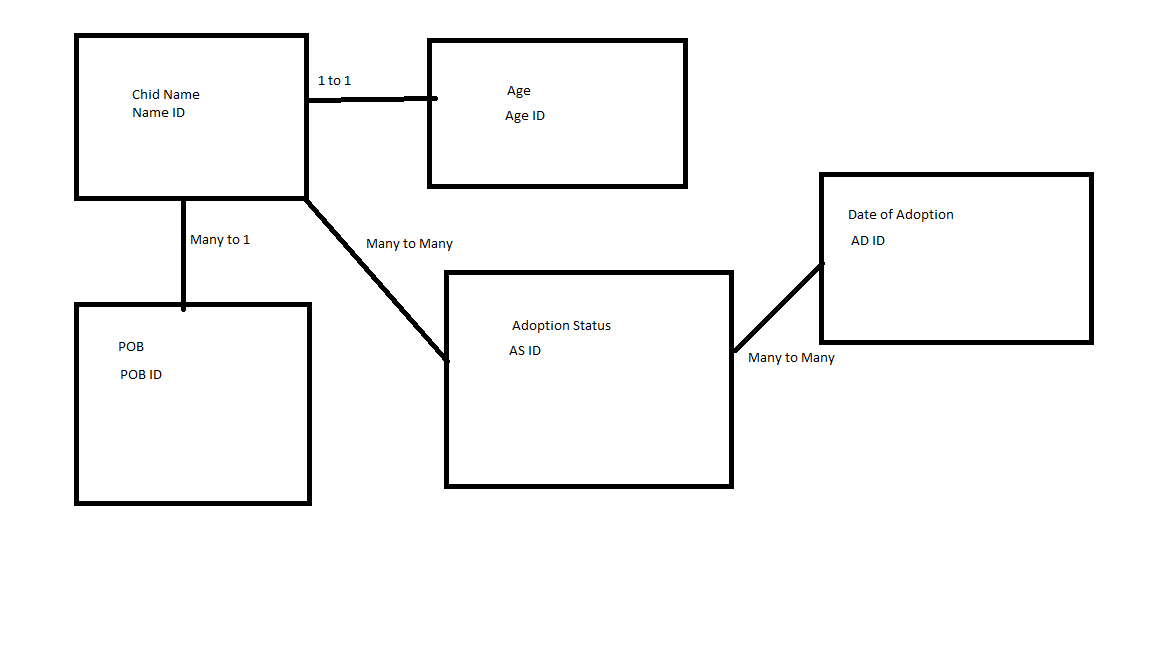 Chid Name
Name ID
1 to 1
Age
Age ID
Many to 1
Many to Many
Date of Adoption
AD ID
POB
POB ID
Adoption Status
AS ID
Many to Many